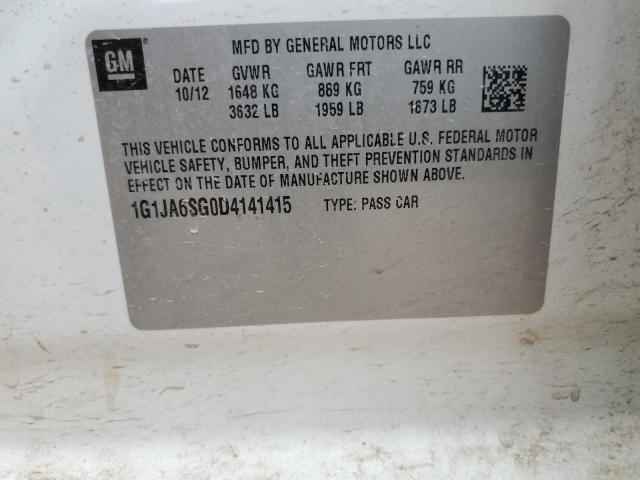 GM
MFD BY GENERAL MOTORS LLC
DATE GVWR GAWR FRT GAWR RR
10/12 1648 KG 889 KG 759 KG
3632 LB 1959 LB 1673 LB
THIS VEHICLE CONFORMS TO ALL APPLICABLE U.S. FEDERAL MOTOR
VEHICLE SAFETY, BUMPER, AND THEFT PREVENTION STANDARDS IN
EFFECT ON THE DATE OF MANUFACTURE SHOWN ABOVE.
1G1JA6SG0D4141415 TYPE: PASS CAR